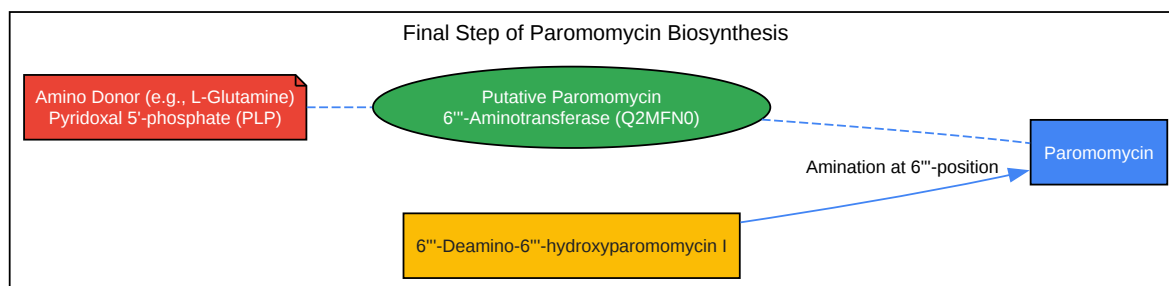 Final Step of Paromomycin Biosynthesis
Amino Donor (e.g., L-Glutamine)
Pyridoxal 5'-phosphate (PLP)
Putative Paromomycin
6'''-Aminotransferase (Q2MFN0)
Paromomycin
Amination at 6'''-position
6'''-Deamino-6'''-hydroxyparomomycin I